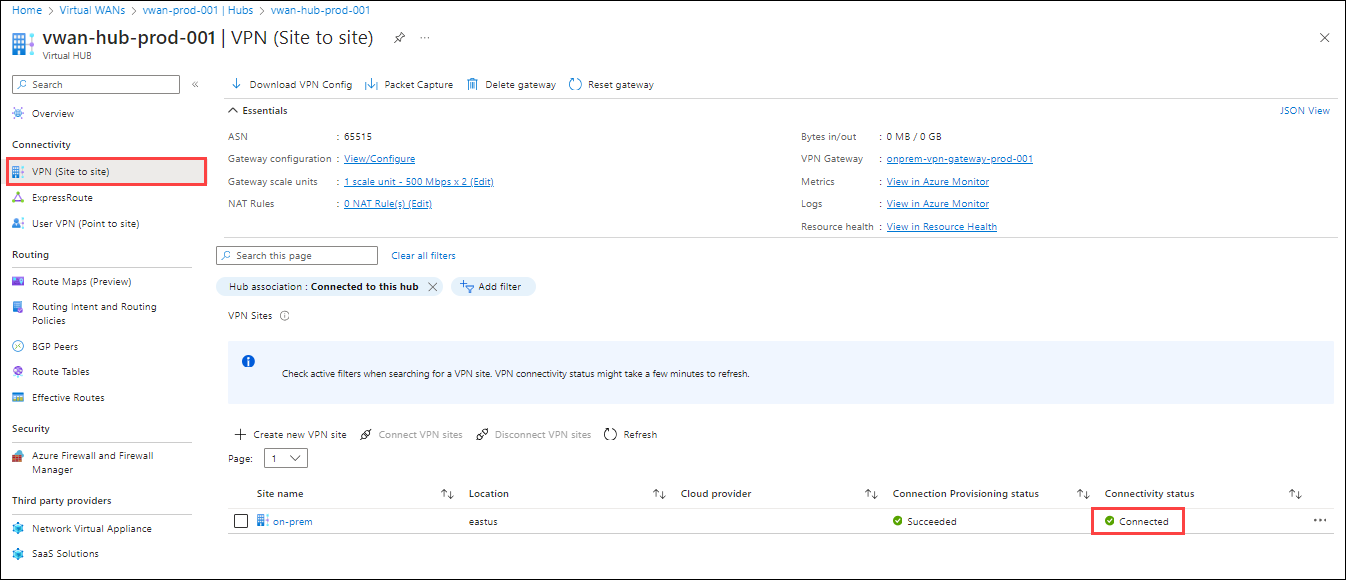 Home > Virtual WANs > vwan-prod-001 | Hubs > vwan-hub-prod-001
vwan-hub-prod-001 | VPN (Site to site) ...
Virtual HUB
Search «
Overview
Connectivity
VPN (Site to site)
ExpressRoute
User VPN (Point to site)
Routing
Route Maps (Preview)
Routing Intent and Routing
Policies
BGP Peers
Route Tables
Effective Routes
Security
Azure Firewall and Firewall
Manager
Third party providers
Network Virtual Appliance
SaaS Solutions
Download VPN Config Packet Capture Delete gateway Reset gateway
Essentials JSON View
ASN : 65515
Gateway configuration : View/Configure
Gateway scale units : 1 scale unit - 500 Mbps x 2 (Edit)
NAT Rules : 0 NAT Rule(s) (Edit)
Bytes in/out : 0 MB / 0 GB
VPN Gateway : onprem-vpn-gateway-prod-001
Metrics : View in Azure Monitor
Logs : View in Azure Monitor
Resource health : View in Resource Health
Search this page Clear all filters
Hub association : Connected to this hub Add filter
VPN Sites
Check active filters when searching for a VPN site. VPN connectivity status might take a few minutes to refresh.
Create new VPN site Connect VPN sites Disconnect VPN sites Refresh
Page: 1
Site name Location Cloud provider Connection Provisioning status Connectivity status
on-prem eastus Succeeded Connected ...